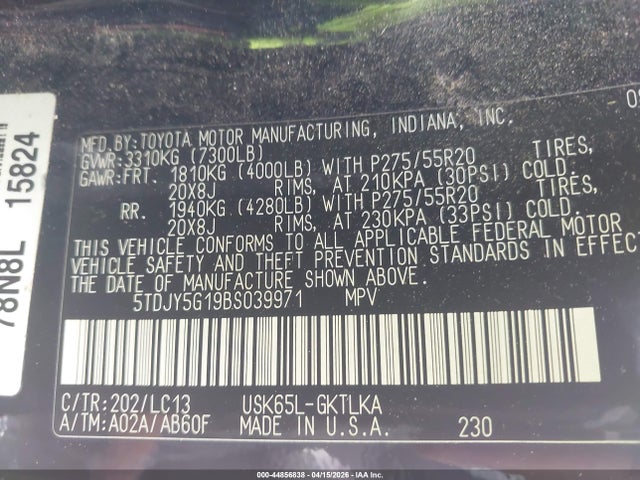 MFD.BY:TOYOTA MOTOR MANUFACTURING, INDIANA, INC.
GVWR:3310KG (7300LB)
GAWR:FRT. 1810KG (4000LB) WITH P275/55R20 TIRES,
20X8J RIMS, AT 210KPA (30PSI) COLD.
RR. 1940KG (4280LB) WITH P275/55R20 TIRES,
20X8J RIMS, AT 230KPA (33PSI) COLD.
THIS VEHICLE CONFORMS TO ALL APPLICABLE FEDERAL MOTOR
VEHICLE SAFETY AND THEFT PREVENTION STANDARDS IN EFFECT
THE DATE OF MANUFACTURE SHOWN ABOVE.
5TDJY5G19BS039971 MPV
C/TR:202/LC13 USK65L-GKTLKA
A/TM:A02A/AB60F
MADE IN U.S.A. 230
78N8L 15824
000-44856838 - 04/15/2026 - IAA Inc.